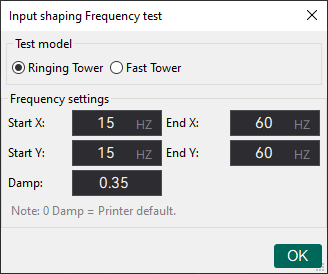 Input shaping Frequency test
Test model
Ringing Tower Fast Tower
Frequency settings
Start X: 15 HZ End X: 60 HZ
Start Y: 15 HZ End Y: 60 HZ
Damp: 0.35
Note: 0 Damp = Printer default.
OK